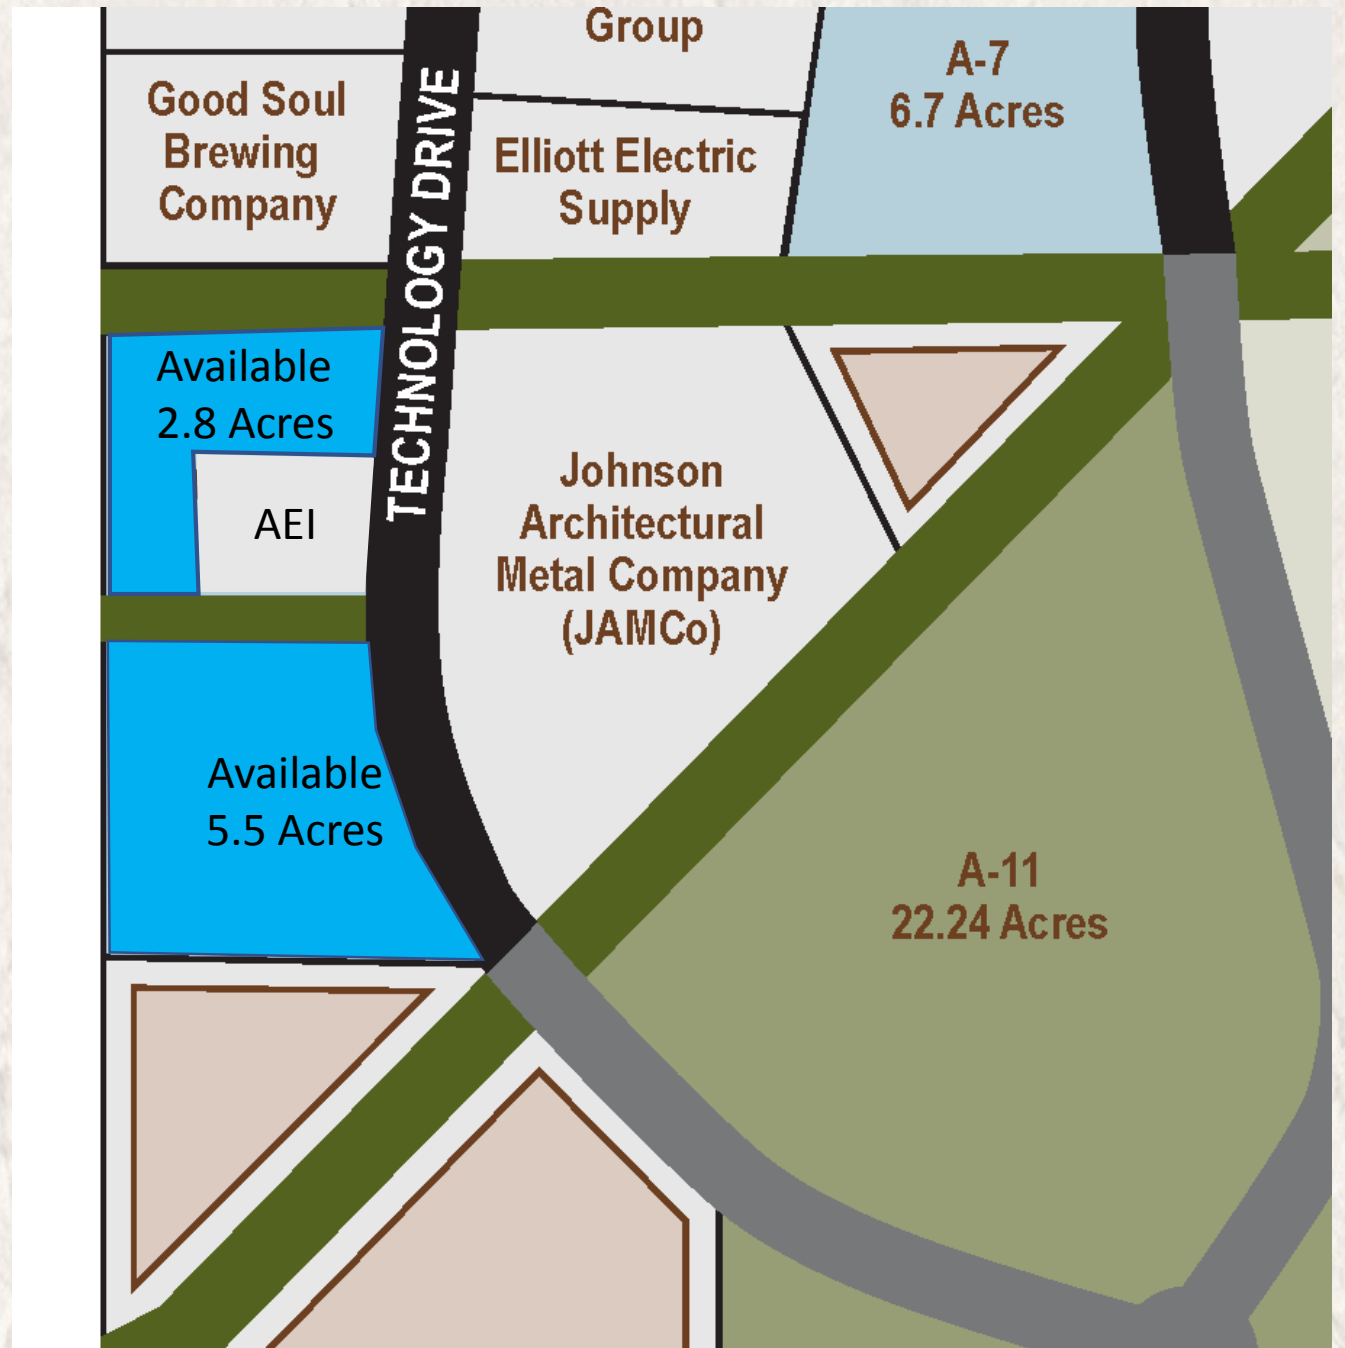 Group
A-7
6.7 Acres
Good Soul
Brewing
Company
TECHNOLOGY DRIVE
Elliott Electric
Supply
Available
2.8 Acres
AEI
Johnson
Architectural
Metal Company
(JAMCo)
Available
5.5 Acres
A-11
22.24 Acres